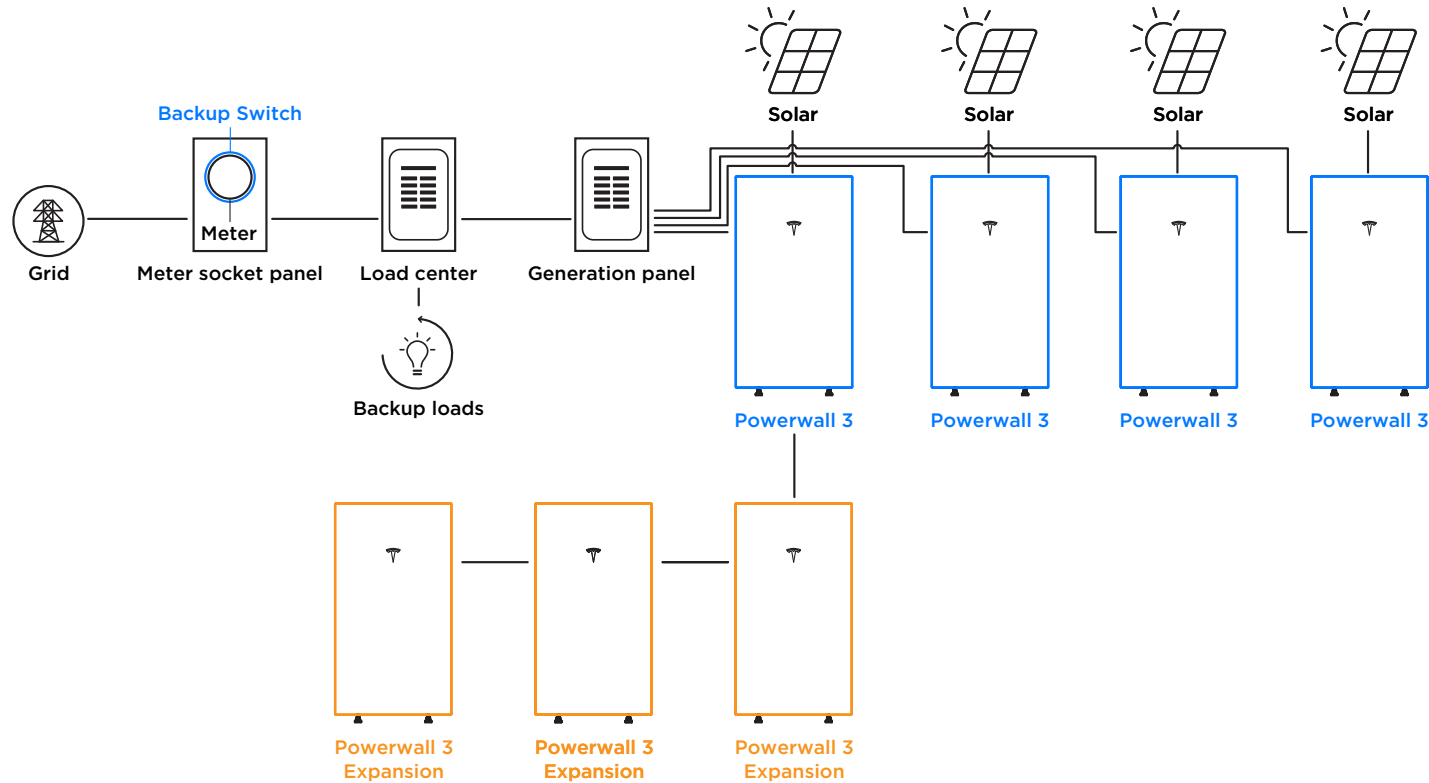 Solar
Solar
Solar
Solar
Backup Switch
Meter
Grid
Meter socket panel
Load center
Generation panel
Backup loads
Powerwall 3
Powerwall 3
Powerwall 3
Powerwall 3
Powerwall 3
Expansion
Powerwall 3
Expansion
Powerwall 3
Expansion